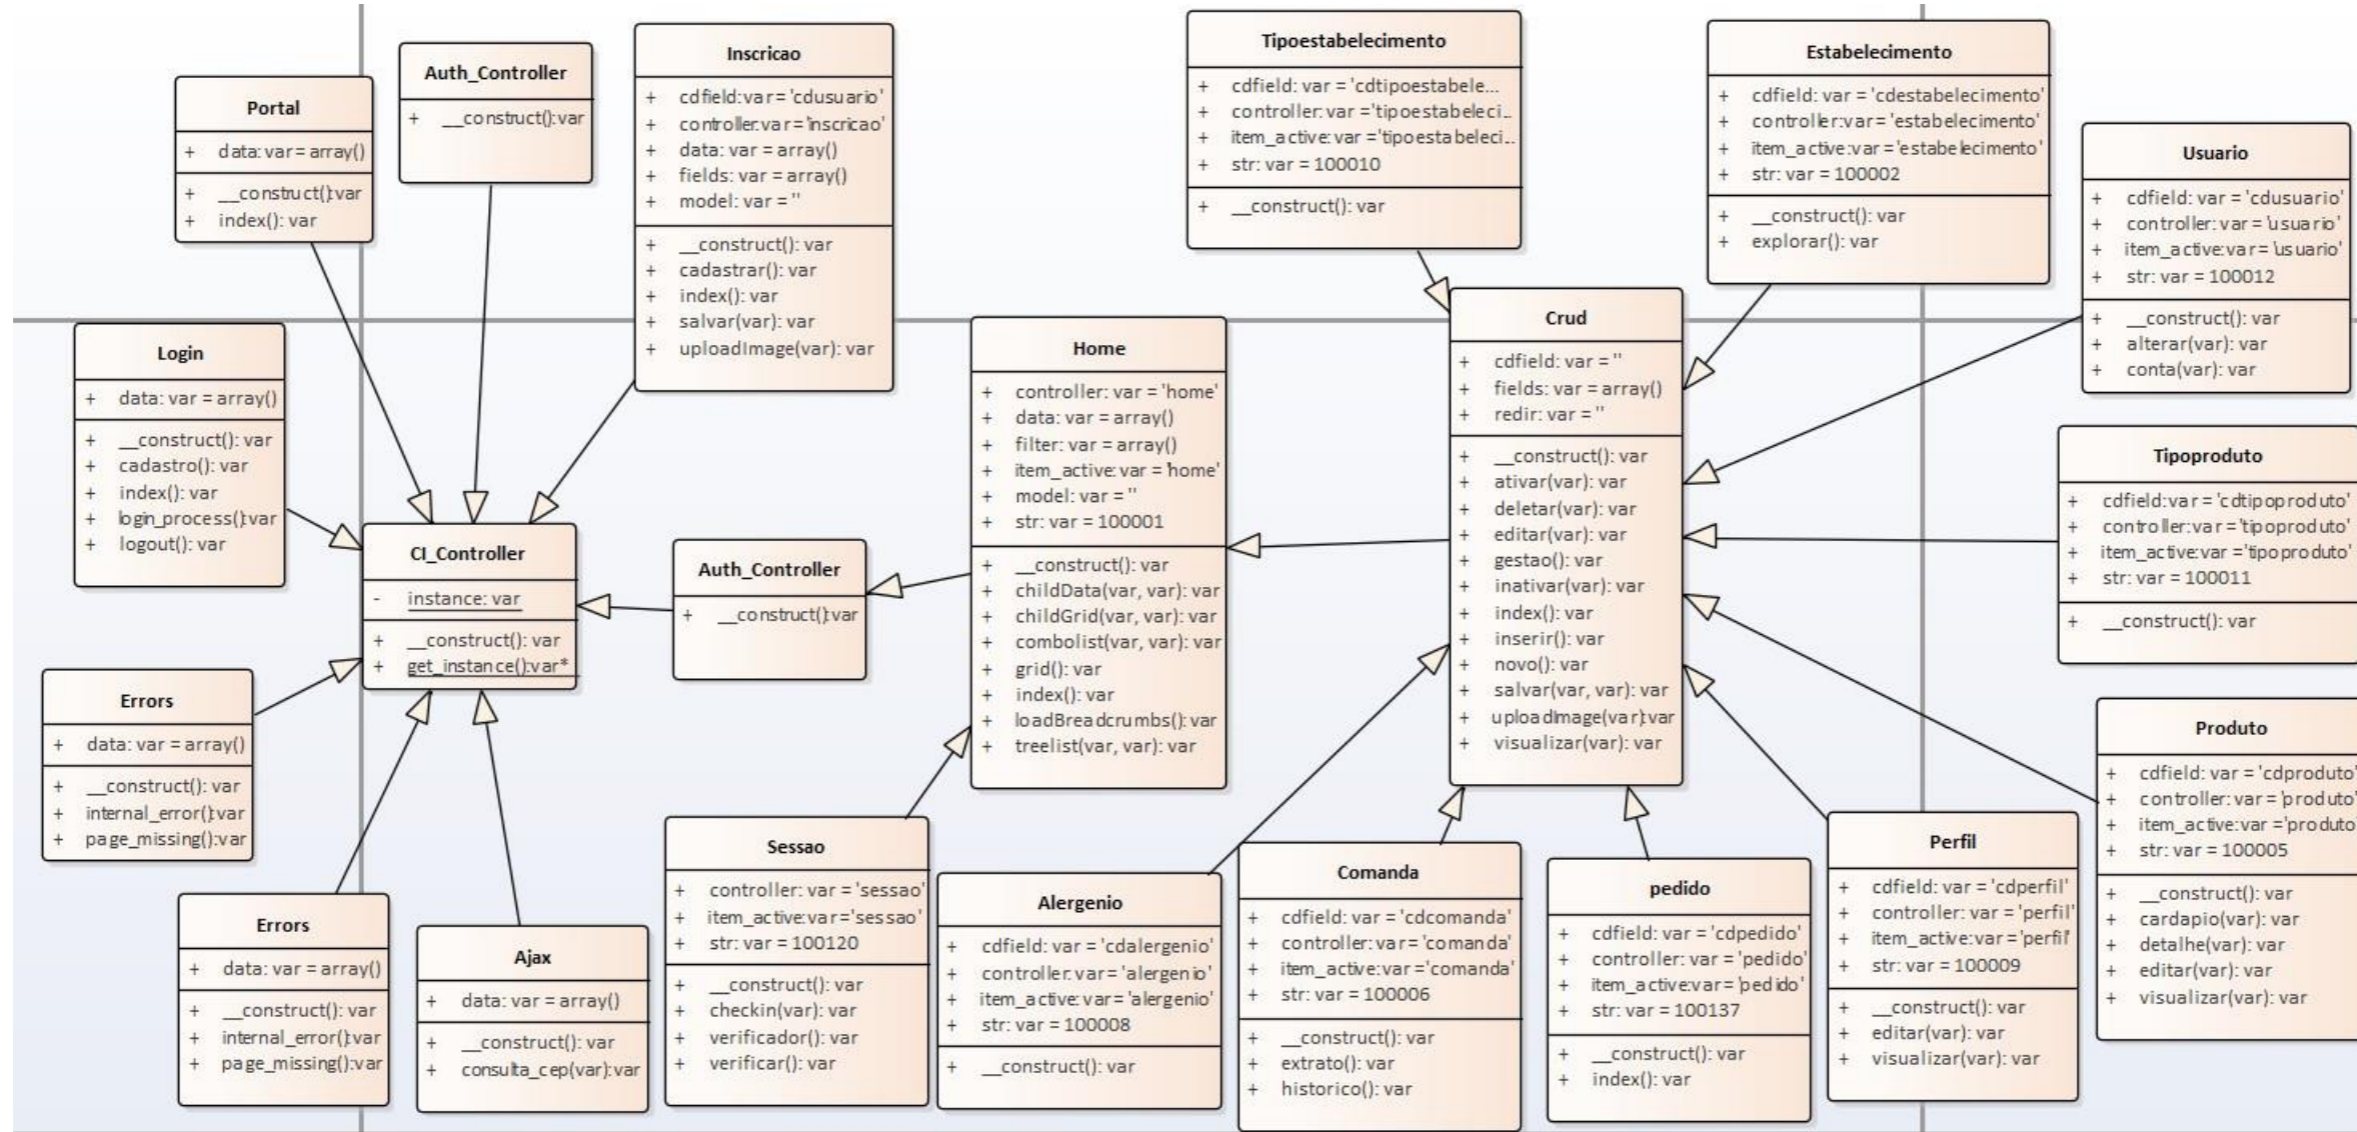 Portal
+ data: var = array()
+ __construct(): var
+ index(): var
Auth_Controller
+ __construct(): var
Inscricao
+ cdfield: var = 'cdusuario'
+ controller: var = 'inscricao'
+ data: var = array()
+ fields: var = array()
+ model: var = ''
+ __construct(): var
+ cadastrar(): var
+ index(): var
+ salvar(var): var
+ uploadImage(var): var
Tipoestabelecimento
+ cdfield: var = 'cdtipoestabele...
+ controller: var = 'tipoestabeleci...
+ item_active: var = 'tipoestabeleci...
+ str: var = 100010
+ __construct(): var
Estabelecimento
+ cdfield: var = 'cdestabelecimento'
+ controller: var = 'estabelecimento'
+ item_active: var = 'estabelecimento'
+ str: var = 100002
+ __construct(): var
+ explorar(): var
Usuario
+ cdfield: var = 'cdusuario'
+ controller: var = 'usuario'
+ item_active: var = 'usuario'
+ str: var = 100012
+ __construct(): var
+ alterar(var): var
+ conta(var): var
Login
+ data: var = array()
+ __construct(): var
+ cadastro(): var
+ index(): var
+ login_process(): var
+ logout(): var
CI_Controller
- instance: var
+ __construct(): var
+ get_instance(): var*
Auth_Controller
+ __construct(): var
Home
+ controller: var = 'home'
+ data: var = array()
+ filter: var = array()
+ item_active: var = 'home'
+ model: var = ''
+ str: var = 100001
+ __construct(): var
+ childData(var, var): var
+ childGrid(var, var): var
+ combolist(var, var): var
+ grid(): var
+ index(): var
+ loadBreadcrumbs(): var
+ treelist(var, var): var
Crud
+ cdfield: var = ''
+ fields: var = array()
+ redir: var = ''
+ __construct(): var
+ ativar(var): var
+ deletar(var): var
+ editar(var): var
+ gestao(): var
+ inativar(var): var
+ index(): var
+ inserir(): var
+ novo(): var
+ salvar(var, var): var
+ uploadImage(var): var
+ visualizar(var): var
Tipoproduto
+ cdfield: var = 'cdtipoproduto'
+ controller: var = 'tipoproduto'
+ item_active: var = 'tipoproduto'
+ str: var = 100011
+ __construct(): var
Errors
+ data: var = array()
+ __construct(): var
+ internal_error(): var
+ page_missing(): var
Errors
+ data: var = array()
+ __construct(): var
+ internal_error(): var
+ page_missing(): var
Ajax
+ data: var = array()
+ __construct(): var
+ consulta_cep(var): var
Sessao
+ controller: var = 'sessao'
+ item_active: var = 'sessao'
+ str: var = 100120
+ __construct(): var
+ checkin(var): var
+ verificador(): var
+ verificar(): var
Alergenio
+ cdfield: var = 'cdalergenio'
+ controller: var = 'alergenio'
+ item_active: var = 'alergenio'
+ str: var = 100008
+ __construct(): var
Comanda
+ cdfield: var = 'cdcomanda'
+ controller: var = 'comanda'
+ item_active: var = 'comanda'
+ str: var = 100006
+ __construct(): var
+ extrato(): var
+ historico(): var
pedido
+ cdfield: var = 'cdpedido'
+ controller: var = 'pedido'
+ item_active: var = 'pedido'
+ str: var = 100137
+ __construct(): var
+ index(): var
Perfil
+ cdfield: var = 'cdperfil'
+ controller: var = 'perfil'
+ item_active: var = 'perfil'
+ str: var = 100009
+ __construct(): var
+ editar(var): var
+ visualizar(var): var
Produto
+ cdfield: var = 'cdproduto'
+ controller: var = 'produto'
+ item_active: var = 'produto'
+ str: var = 100005
+ __construct(): var
+ cardapio(var): var
+ detalhe(var): var
+ editar(var): var
+ visualizar(var): var